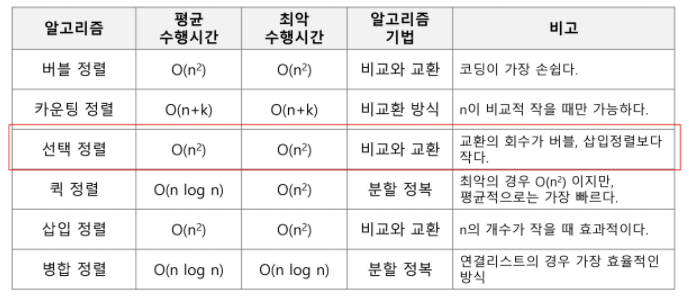 알고리즘 평균 수행시간 최악 수행시간 알고리즘 기법 비고
버블 정렬 O(n²) O(n²) 비교와 교환 코딩이 가장 손쉽다.
카운팅 정렬 O(n+k) O(n+k) 비교환 방식 n이 비교적 작을 때만 가능하다.
선택 정렬 O(n²) O(n²) 비교와 교환 교환의 회수가 버블, 삽입정렬보다
작다.
퀵 정렬 O(n log n) O(n²) 분할 정복 최악의 경우 O(n²) 이지만,
평균적으로는 가장 빠르다.
삽입 정렬 O(n²) O(n²) 비교와 교환 n의 개수가 작을 때 효과적이다.
병합 정렬 O(n log n) O(n log n) 분할 정복 연결리스트의 경우 가장 효율적인
방식